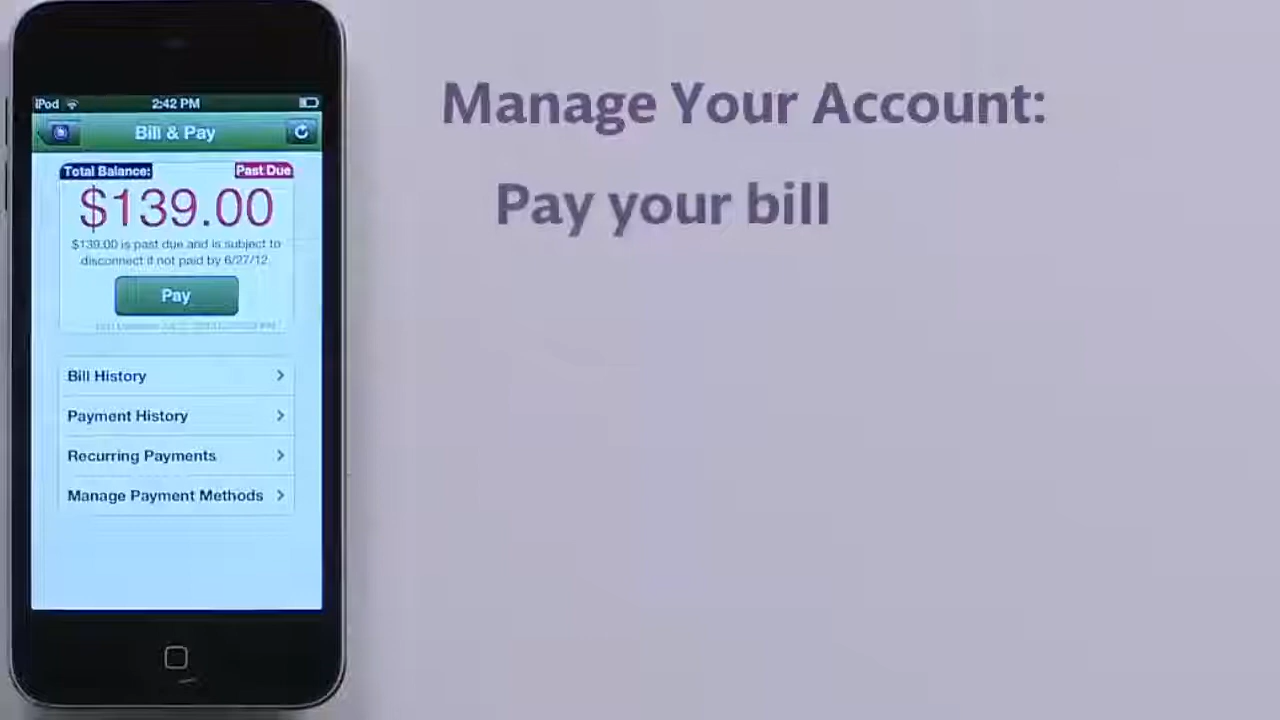 iPod 2:42 PM
Bill & Pay
Total Balance: Past Due
$139.00
$139.00 is past due and is subject to
disconnect if not paid by 6/27/12
Pay
Bill History
Payment History
Recurring Payments
Manage Payment Methods
Manage Your Account:
Pay your bill